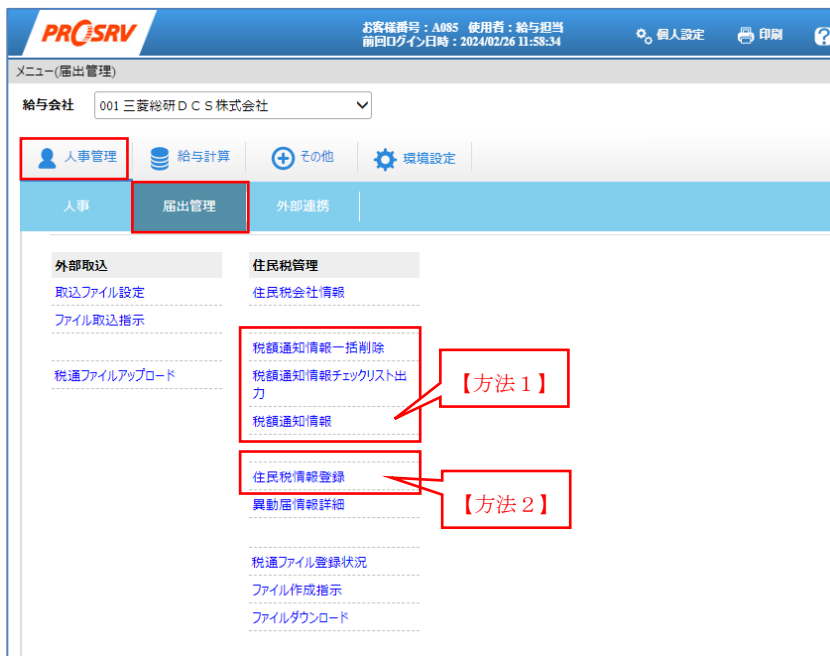 PROSRV
お客様番号：A085 使用者：給与担当
前回ログイン日時：2024/02/26 11:58:34
個人設定
印刷
?
メニュー(届出管理)
給与会社
001 三菱総研ＤＣＳ株式会社
人事管理
給与計算
その他
環境設定
人事
届出管理
外部連携
外部取込
取込ファイル設定
ファイル取込指示
税通ファイルアップロード
住民税管理
住民税会社情報
税額通知情報一括削除
税額通知情報チェックリスト出
力
税額通知情報
【方法１】
住民税情報登録
【方法２】
異動届情報詳細
税通ファイル登録状況
ファイル作成指示
ファイルダウンロード